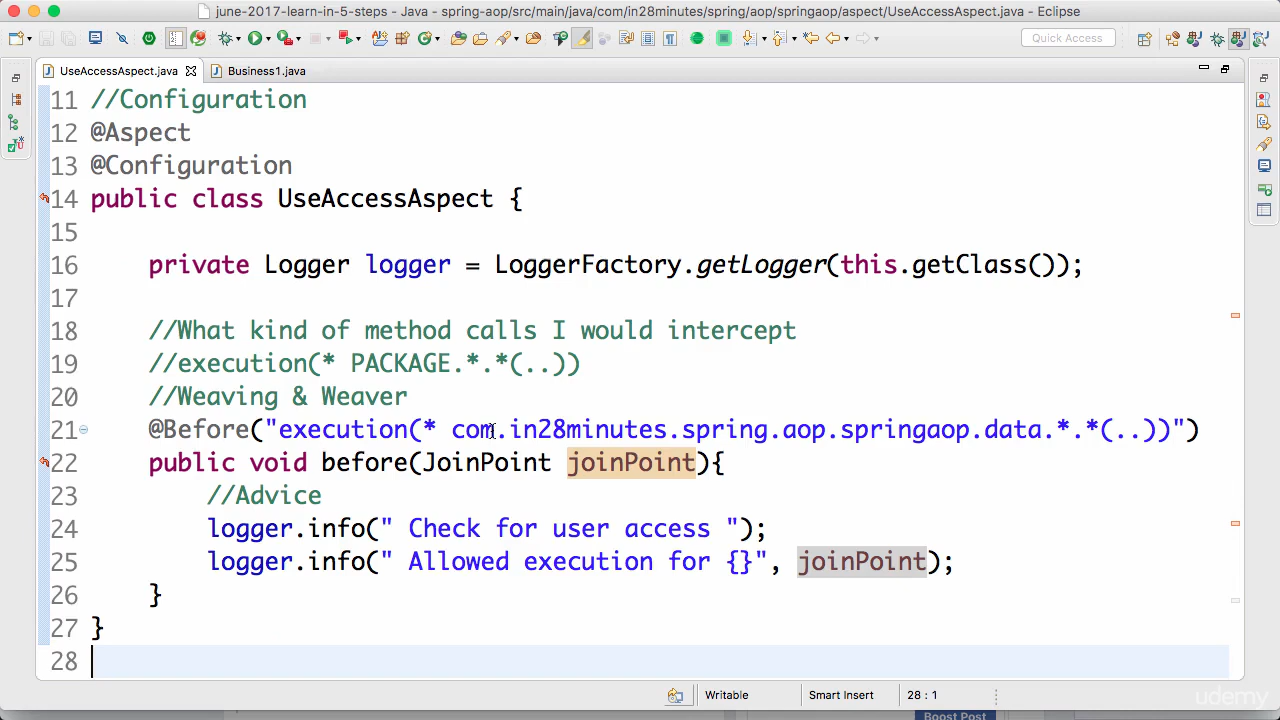 june-2017-learn-in-5-steps - Java - spring-aop/src/main/java/com/in28minutes/spring/aop/springaop/aspect/UseAccessAspect.java - Eclipse
Quick Access
UseAccessAspect.java Business1.java
11 //Configuration
12 @Aspect
13 @Configuration
14 public class UseAccessAspect {
15
16 private Logger logger = LoggerFactory.getLogger(this.getClass());
17
18 //What kind of method calls I would intercept
19 //execution(* PACKAGE.*.*(..))
20 //Weaving & Weaver
21 @Before("execution(* com.in28minutes.spring.aop.springaop.data.*.*(..))")
22 public void before(JoinPoint joinPoint){
23 //Advice
24 logger.info(" Check for user access ");
25 logger.info(" Allowed execution for {}", joinPoint);
26 }
27 }
28
Writable Smart Insert 28 : 1
udemy
Boost Post